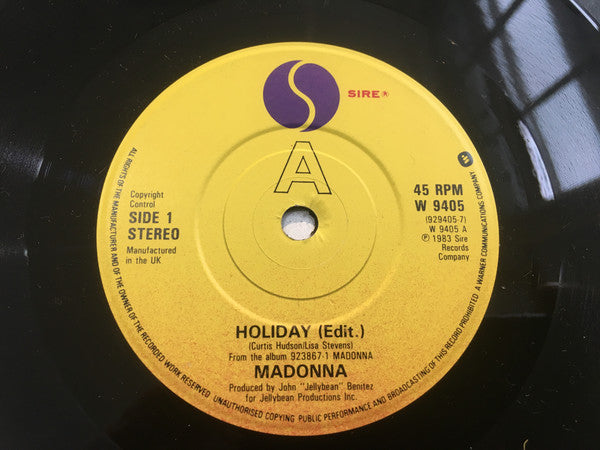 SIRE®
A
Copyright
Control
SIDE 1
STEREO
Manufactured
in the UK
45 RPM
W 9405
(929405-7)
W 9405 A
℗ 1983 Sire
Records
Company
HOLIDAY (Edit.)
(Curtis Hudson/Lisa Stevens)
From the album 923867-1 MADONNA
MADONNA
Produced by John "Jellybean" Benitez
for Jellybean Productions Inc.
ALL RIGHTS OF THE MANUFACTURER AND OF THE OWNER OF THE RECORDED WORK RESERVED UNAUTHORISED COPYING PUBLIC PERFORMANCE AND BROADCASTING OF THIS RECORD PROHIBITED A WARNER COMMUNICATIONS COMPANY